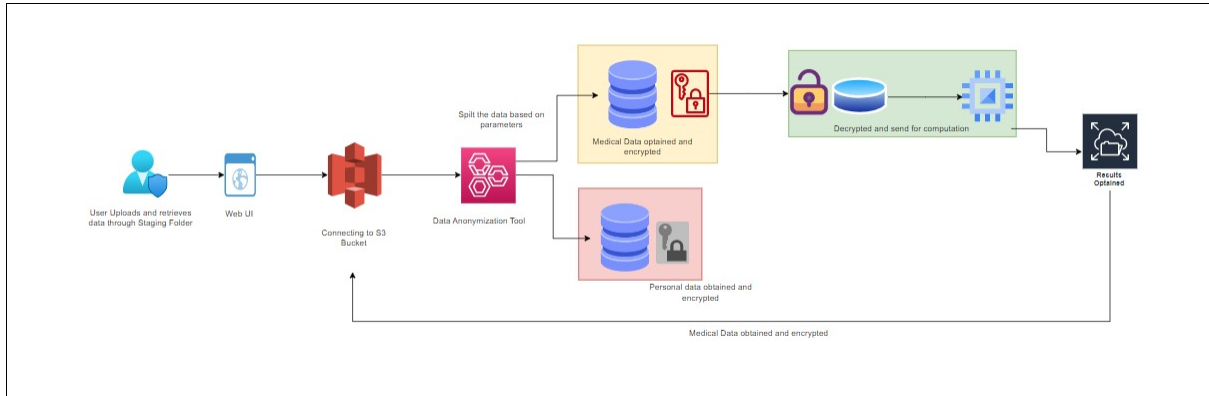 Spilt the data based on
parameters
Medical Data optained and
encrypted
Decrypted and send for computation
Results
Optained
User Uploads and retrieves
data through Staging Folder
Web UI
Connecting to S3
Bucket
Data Anonymization Tool
Personal data obtained and
encrypted
Medical Data obtained and encrypted